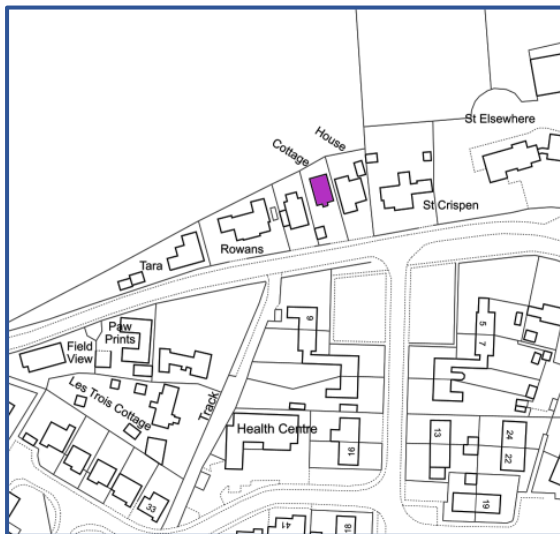 St Elsewhere
House
Cottage
St Crispen
Rowans
Tara
Paw
Prints
Field
View
9
5
7
Les Trois Cottage
Track
Health Centre
13
24
22
16
33
19
41
18